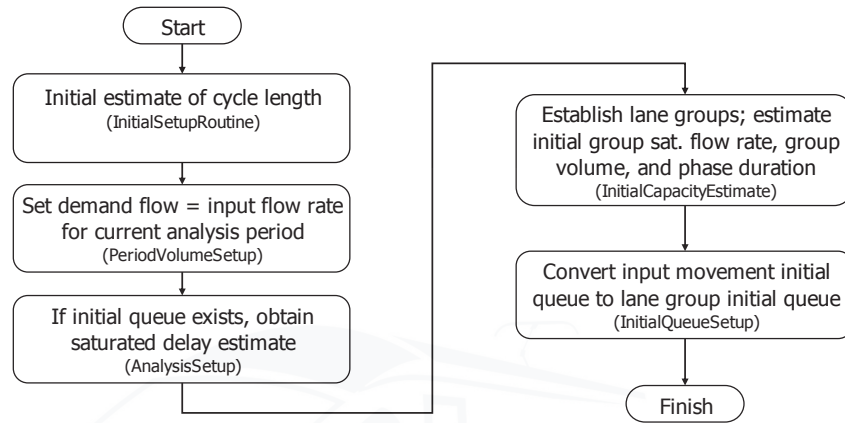 Start
Initial estimate of cycle length
(InitialSetupRoutine)
Set demand flow = input flow rate
for current analysis period
(PeriodVolumeSetup)
If initial queue exists, obtain
saturated delay estimate
(AnalysisSetup)
Establish lane groups; estimate
initial group sat. flow rate, group
volume, and phase duration
(InitialCapacityEstimate)
Convert input movement initial
queue to lane group initial queue
(InitialQueueSetup)
Finish